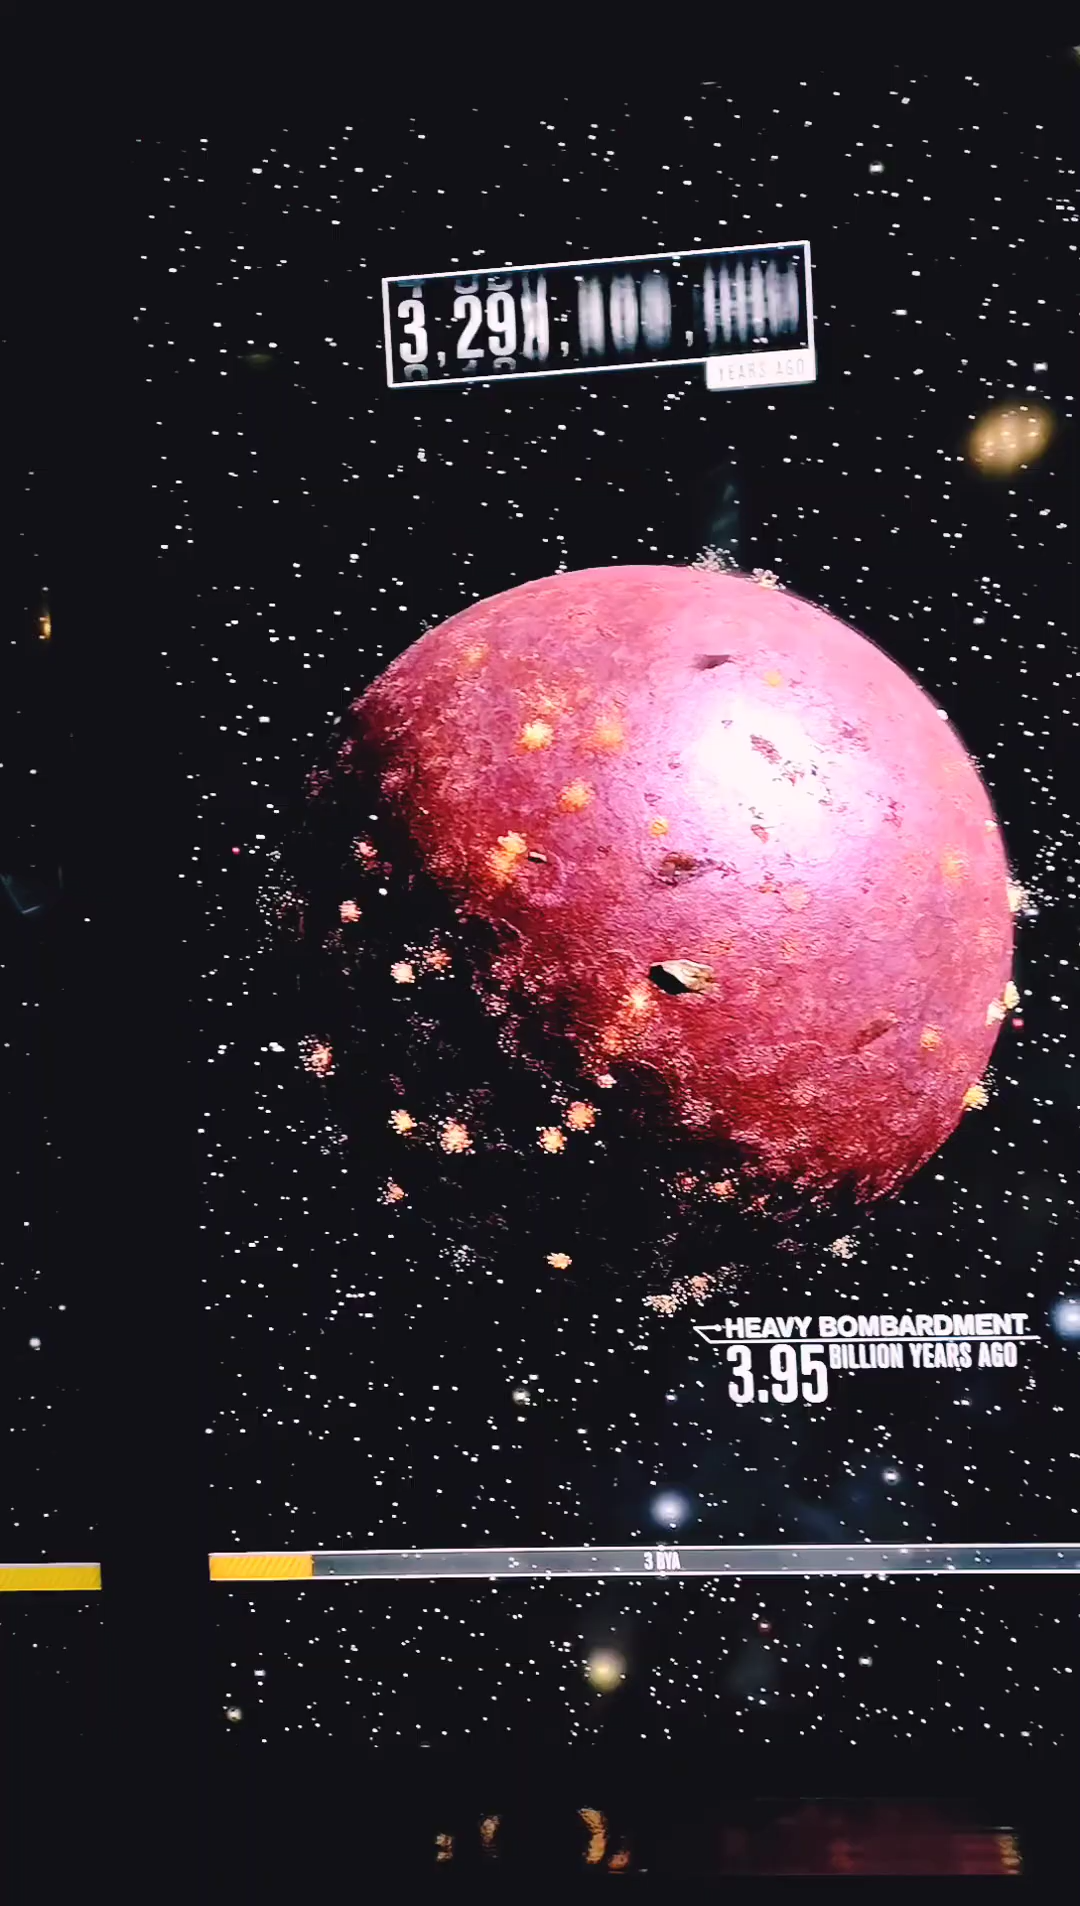 3,29
YEARS AGO
HEAVY BOMBARDMENT
3.95 BILLION YEARS AGO
3 BYA